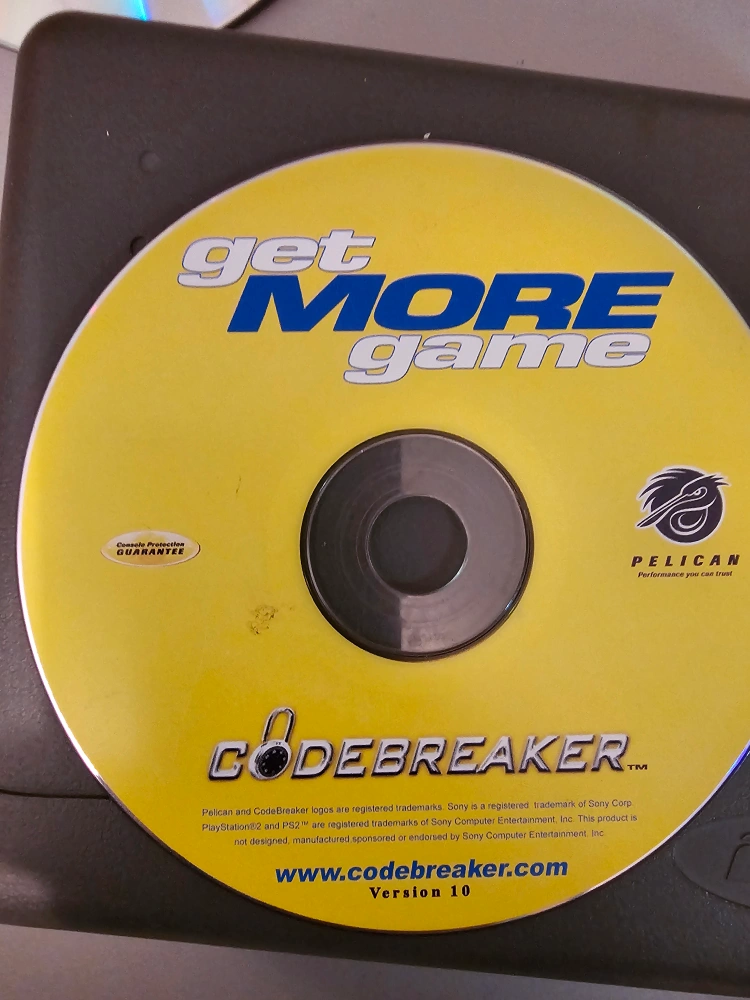 get
MORE
game
Console Protection
GUARANTEE
PELICAN
Performance you can trust
CODEBREAKER™
Pelican and CodeBreaker logos are registered trademarks. Sony is a registered trademark of Sony Corp.
PlayStation®2 and PS2™ are registered trademarks of Sony Computer Entertainment, Inc. This product is
not designed, manufactured sponsored or endorsed by Sony Computer Entertainment, Inc.
www.codebreaker.com
Version 10